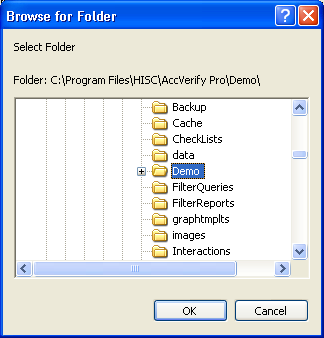 Browse for Folder
Select Folder
Folder: C:\Program Files\HISC\AccVerify Pro\Demo\
Backup
Cache
CheckLists
data
Demo
FilterQueries
FilterReports
graphtmplts
images
Interactions
OK
Cancel